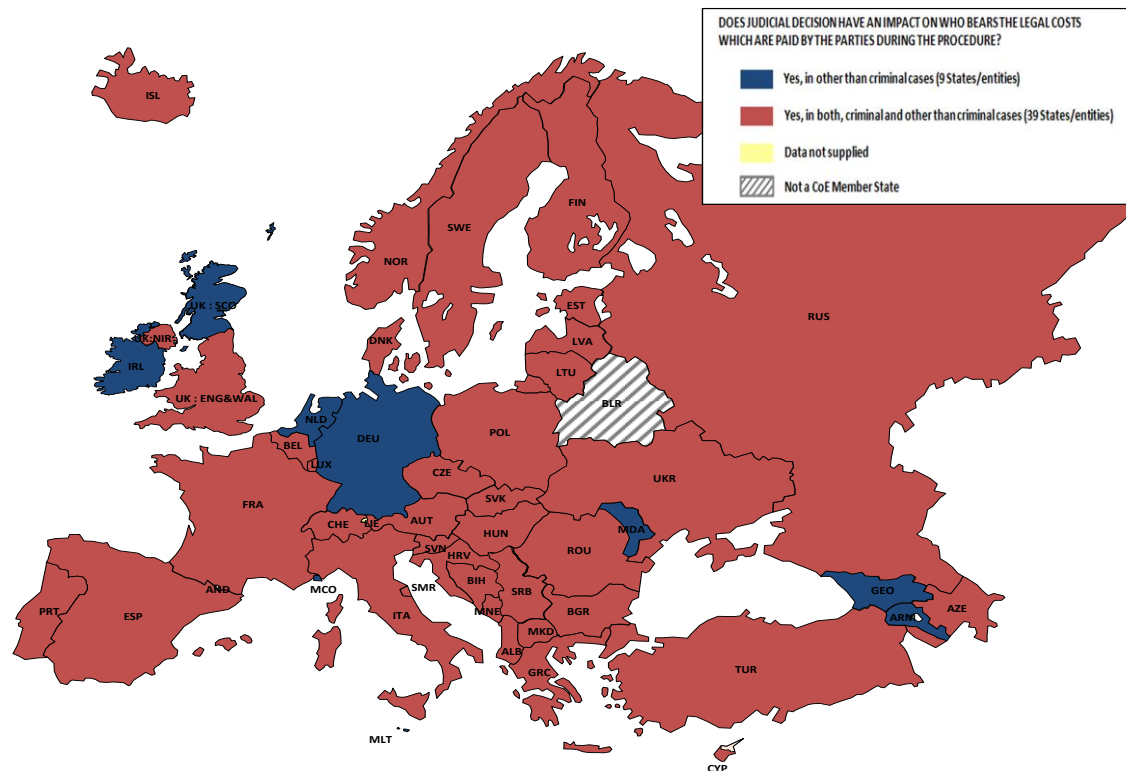 DOES JUDICIAL DECISION HAVE AN IMPACT ON WHO BEARS THE LEGAL COSTS
WHICH ARE PAID BY THE PARTIES DURING THE PROCEDURE?
Yes, in other than criminal cases (9 States/entities)
Yes, in both, criminal and other than criminal cases (39 States/entities)
Data not supplied
Not a CoE Member State
ISL
FIN
SWE
NOR
UK : SCO
EST
RUS
UK:NIR
DNK
LVA
IRL
LTU
UK : ENG&WAL
BLR
NLD
POL
DEU
BEL
LUX
CZE
UKR
FRA
SVK
CHE
LIE
AUT
MDA
HUN
SVN
ROU
HRV
AND
MCO
SMR
BIH
SRB
GEO
PRT
ESP
ITA
MNE
BGR
ARM
AZE
MKD
ALB
GRC
TUR
MLT
CYP